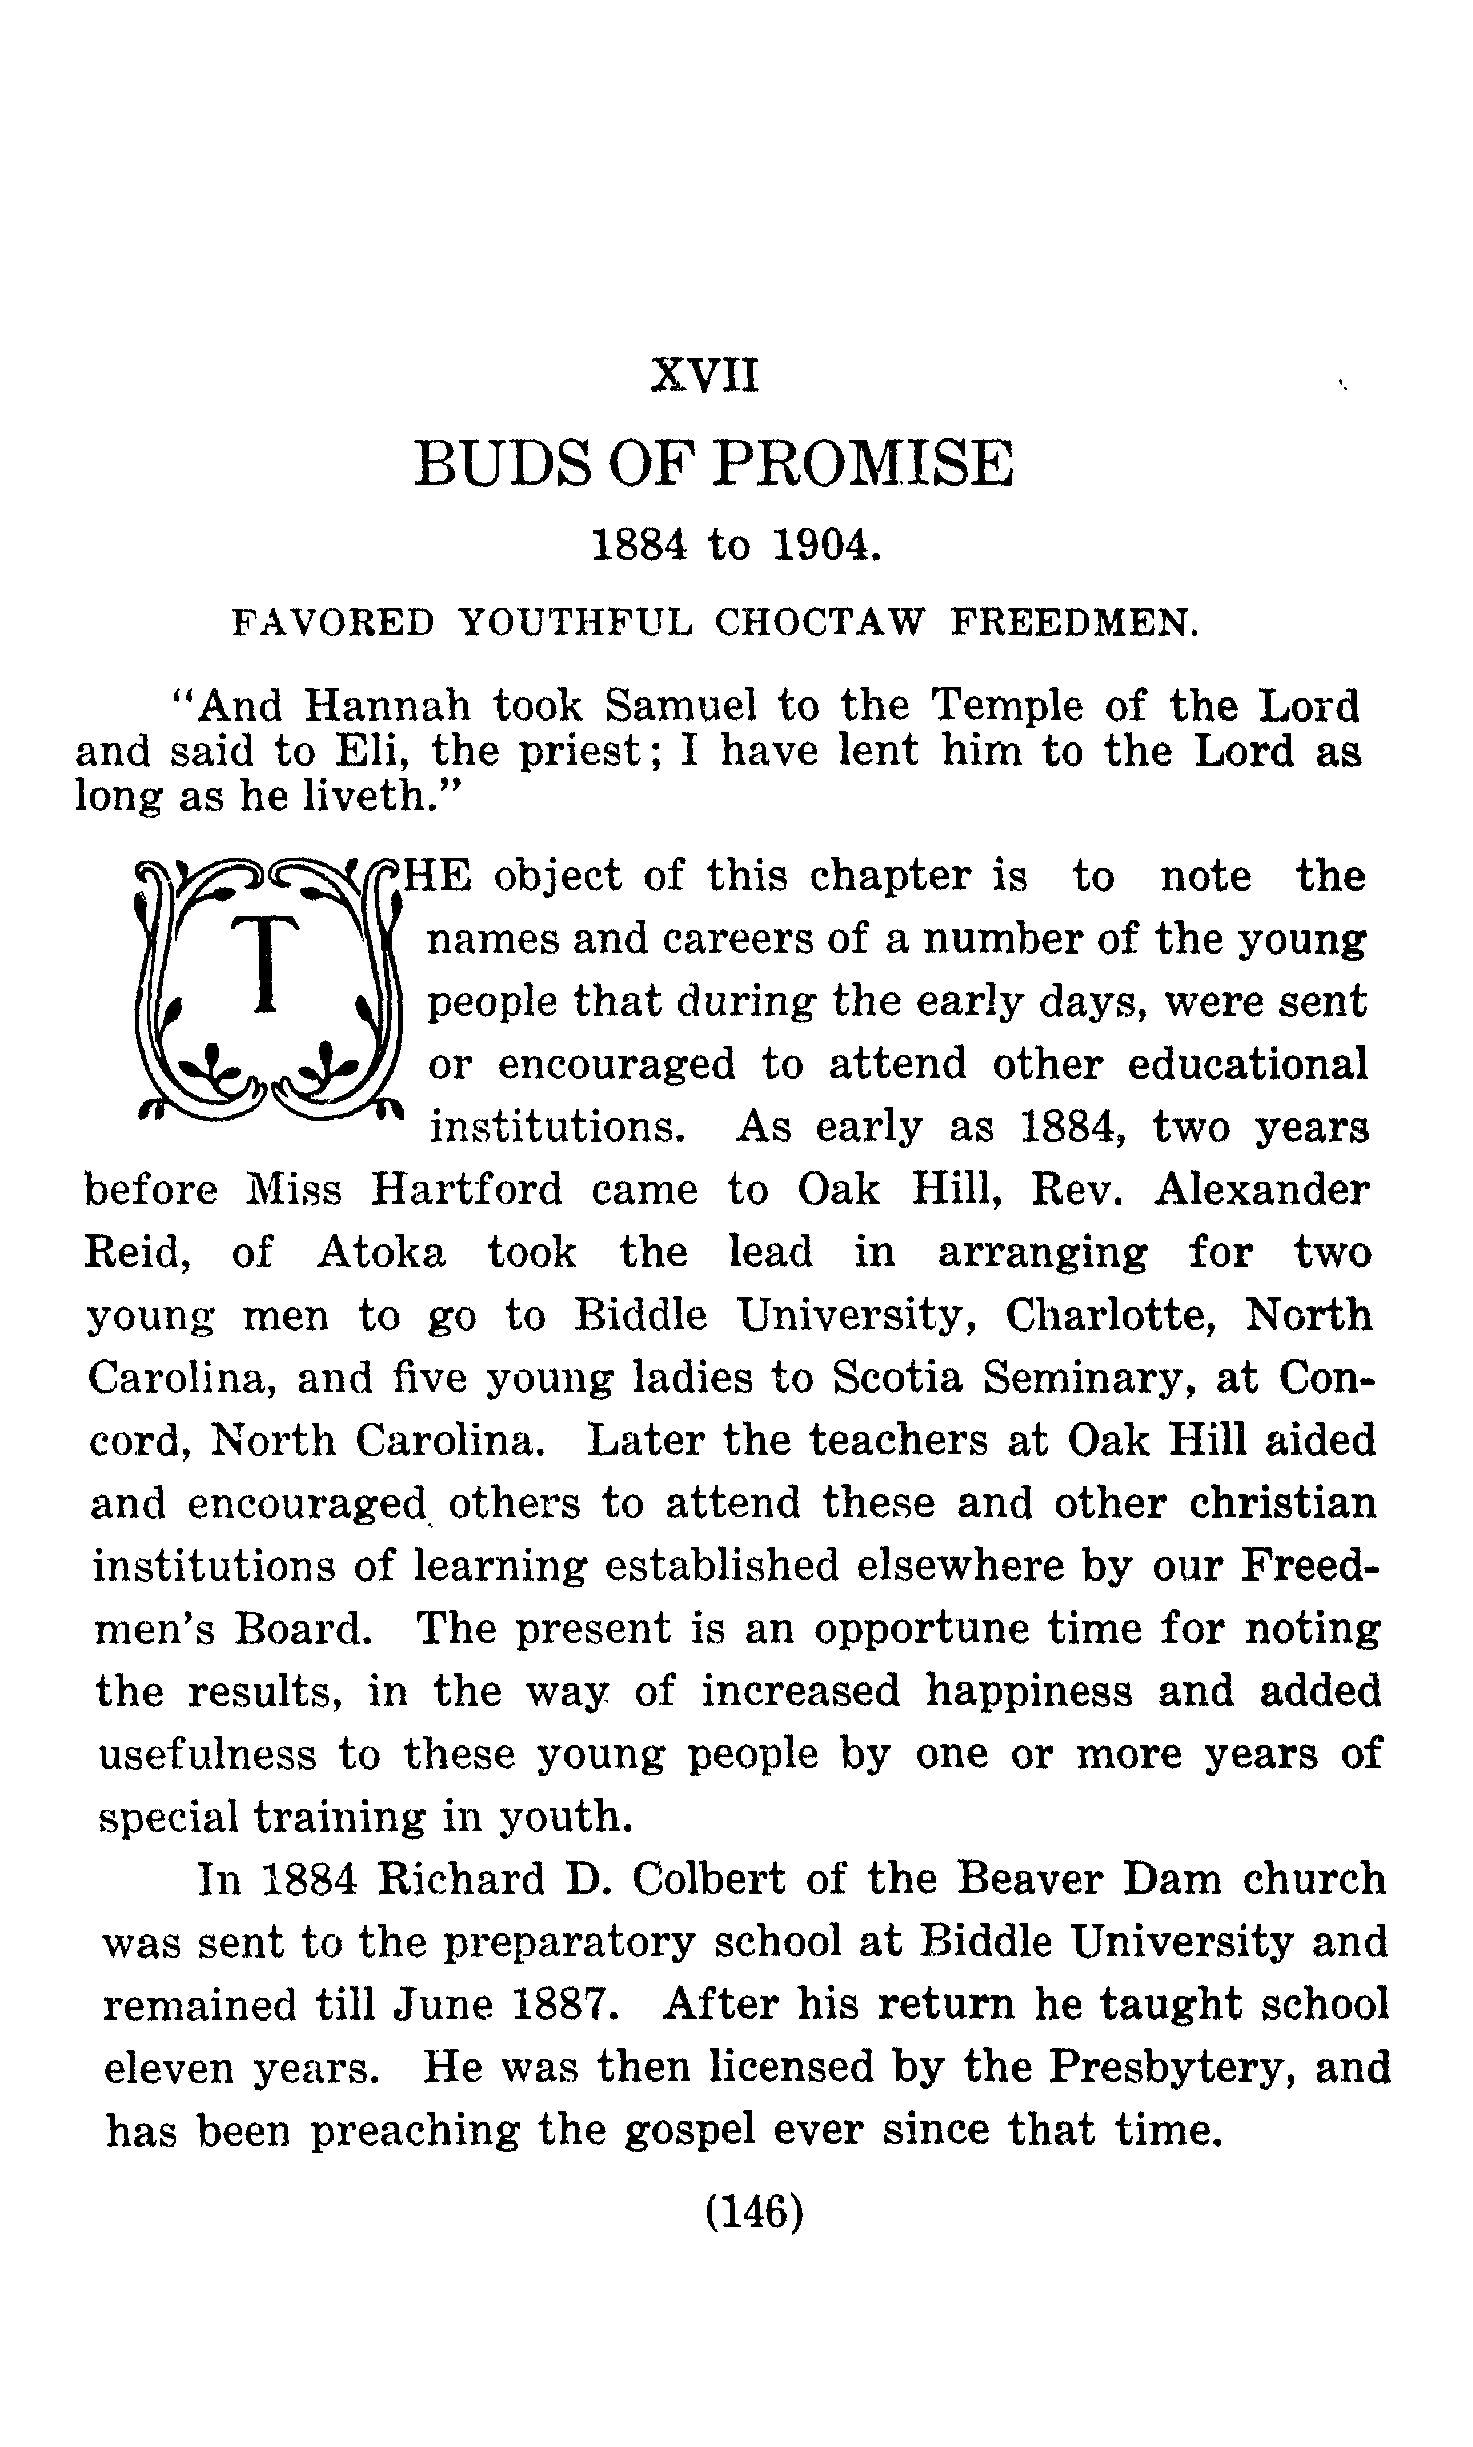 XVII
BUDS OF PROMISE
1884 to 1904.
FAVORED YOUTHFUL CHOCTAW FREEDMEN.
"And Hannah took Samuel to the Temple of the Lord
and said to Eli, the priest; I have lent him to the Lord as
long as he liveth."
THE object of this chapter is to note the
names and careers of a number of the young
people that during the early days, were sent
or encouraged to attend other educational
institutions. As early as 1884, two years
before Miss Hartford came to Oak Hill, Rev. Alexander
Reid, of Atoka took the lead in arranging for two
young men to go to Biddle University, Charlotte, North
Carolina, and five young ladies to Scotia Seminary, at Con-
cord, North Carolina. Later the teachers at Oak Hill aided
and encouraged others to attend these and other christian
institutions of learning established elsewhere by our Freed-
men's Board. The present is an opportune time for noting
the results, in the way of increased happiness and added
usefulness to these young people by one or more years of
special training in youth.
In 1884 Richard D. Colbert of the Beaver Dam church
was sent to the preparatory school at Biddle University and
remained till June 1887. After his return he taught school
eleven years. He was then licensed by the Presbytery, and
has been preaching the gospel ever since that time.
(146)